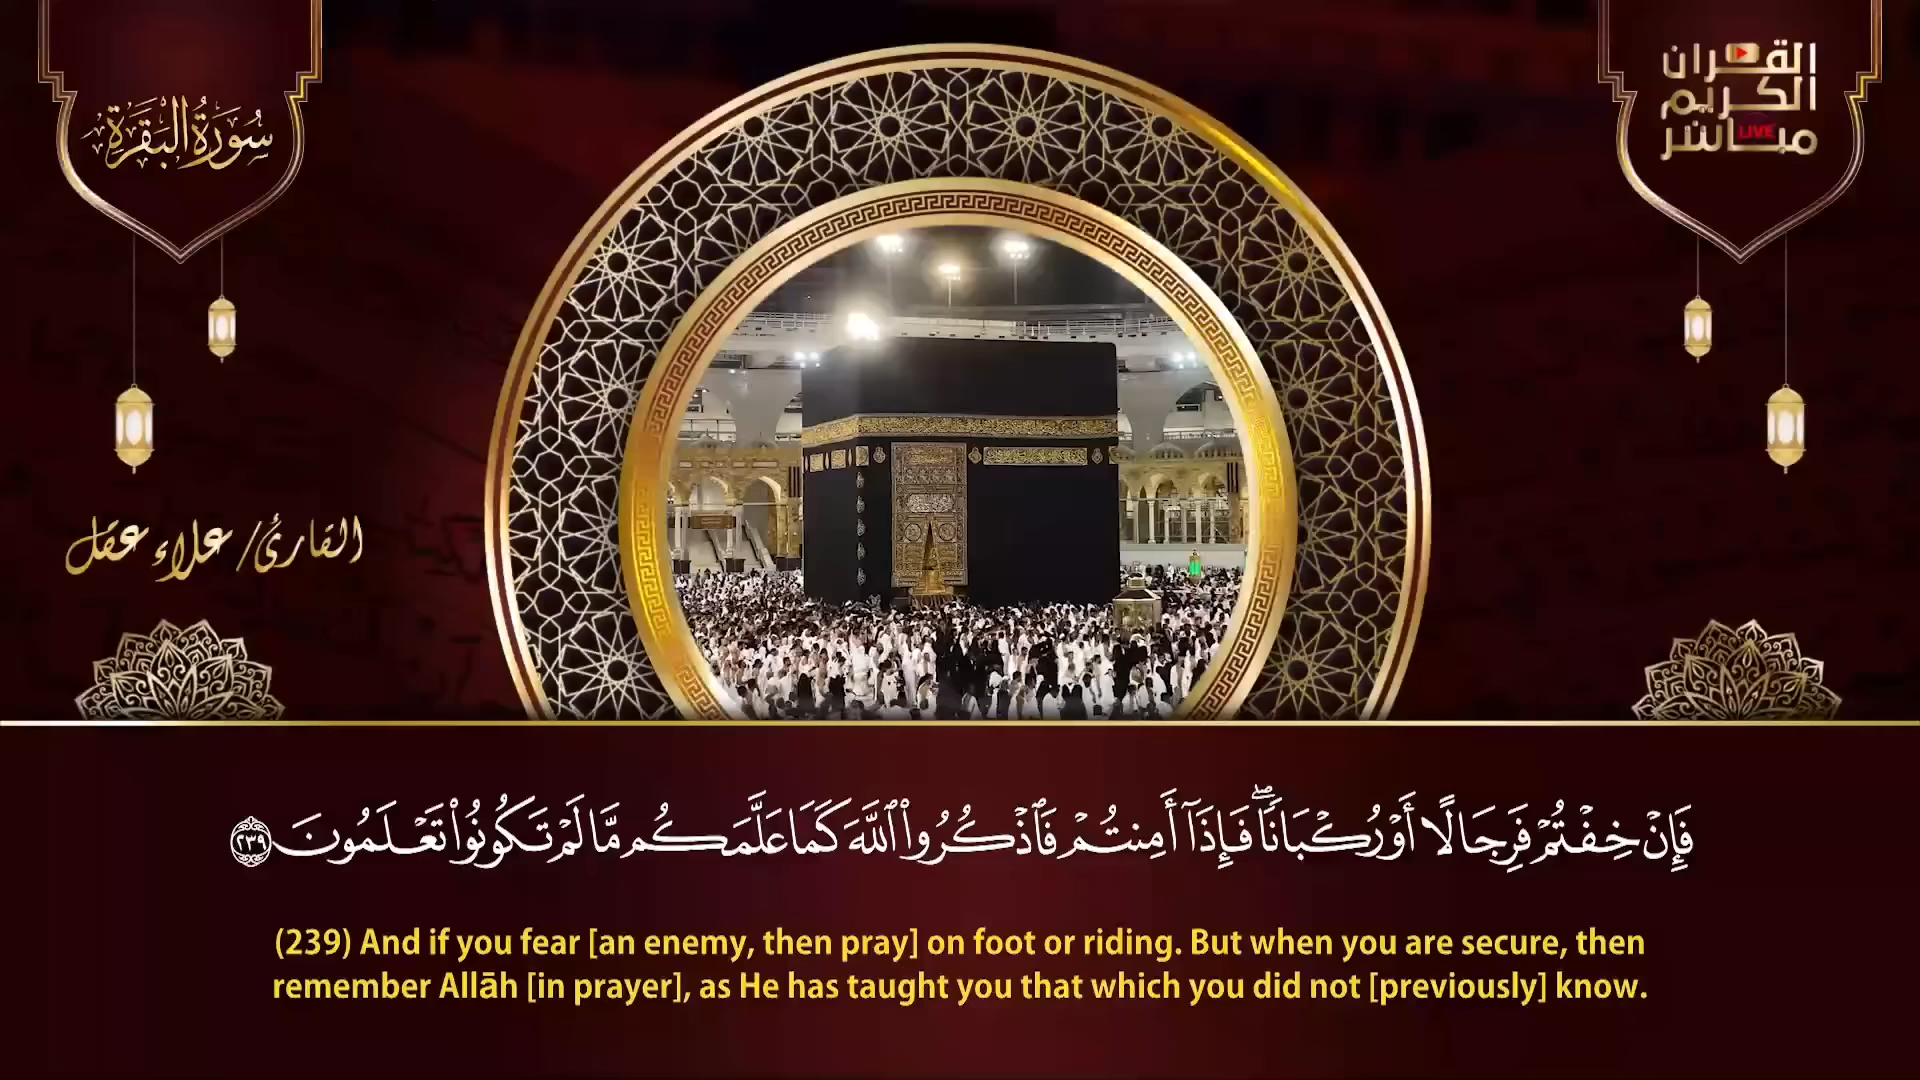 سُورَةُ البَقَرَةِ
القرآن
الكريم
مباشر
LIVE
القارئ/ علاء عقل
فَإِنْ خِفْتُمْ فَرِجَالًا أَوْ رُكْبَانًا ۖ فَإِذَآ أَمِنتُمْ فَٱذْكُرُوا۟ ٱللَّهَ كَمَا عَلَّمَكُم مَّا لَمْ تَكُونُوا۟ تَعْلَمُونَ ٢٣٩
(239) And if you fear [an enemy, then pray] on foot or riding. But when you are secure, then
remember Allāh [in prayer], as He has taught you that which you did not [previously] know.